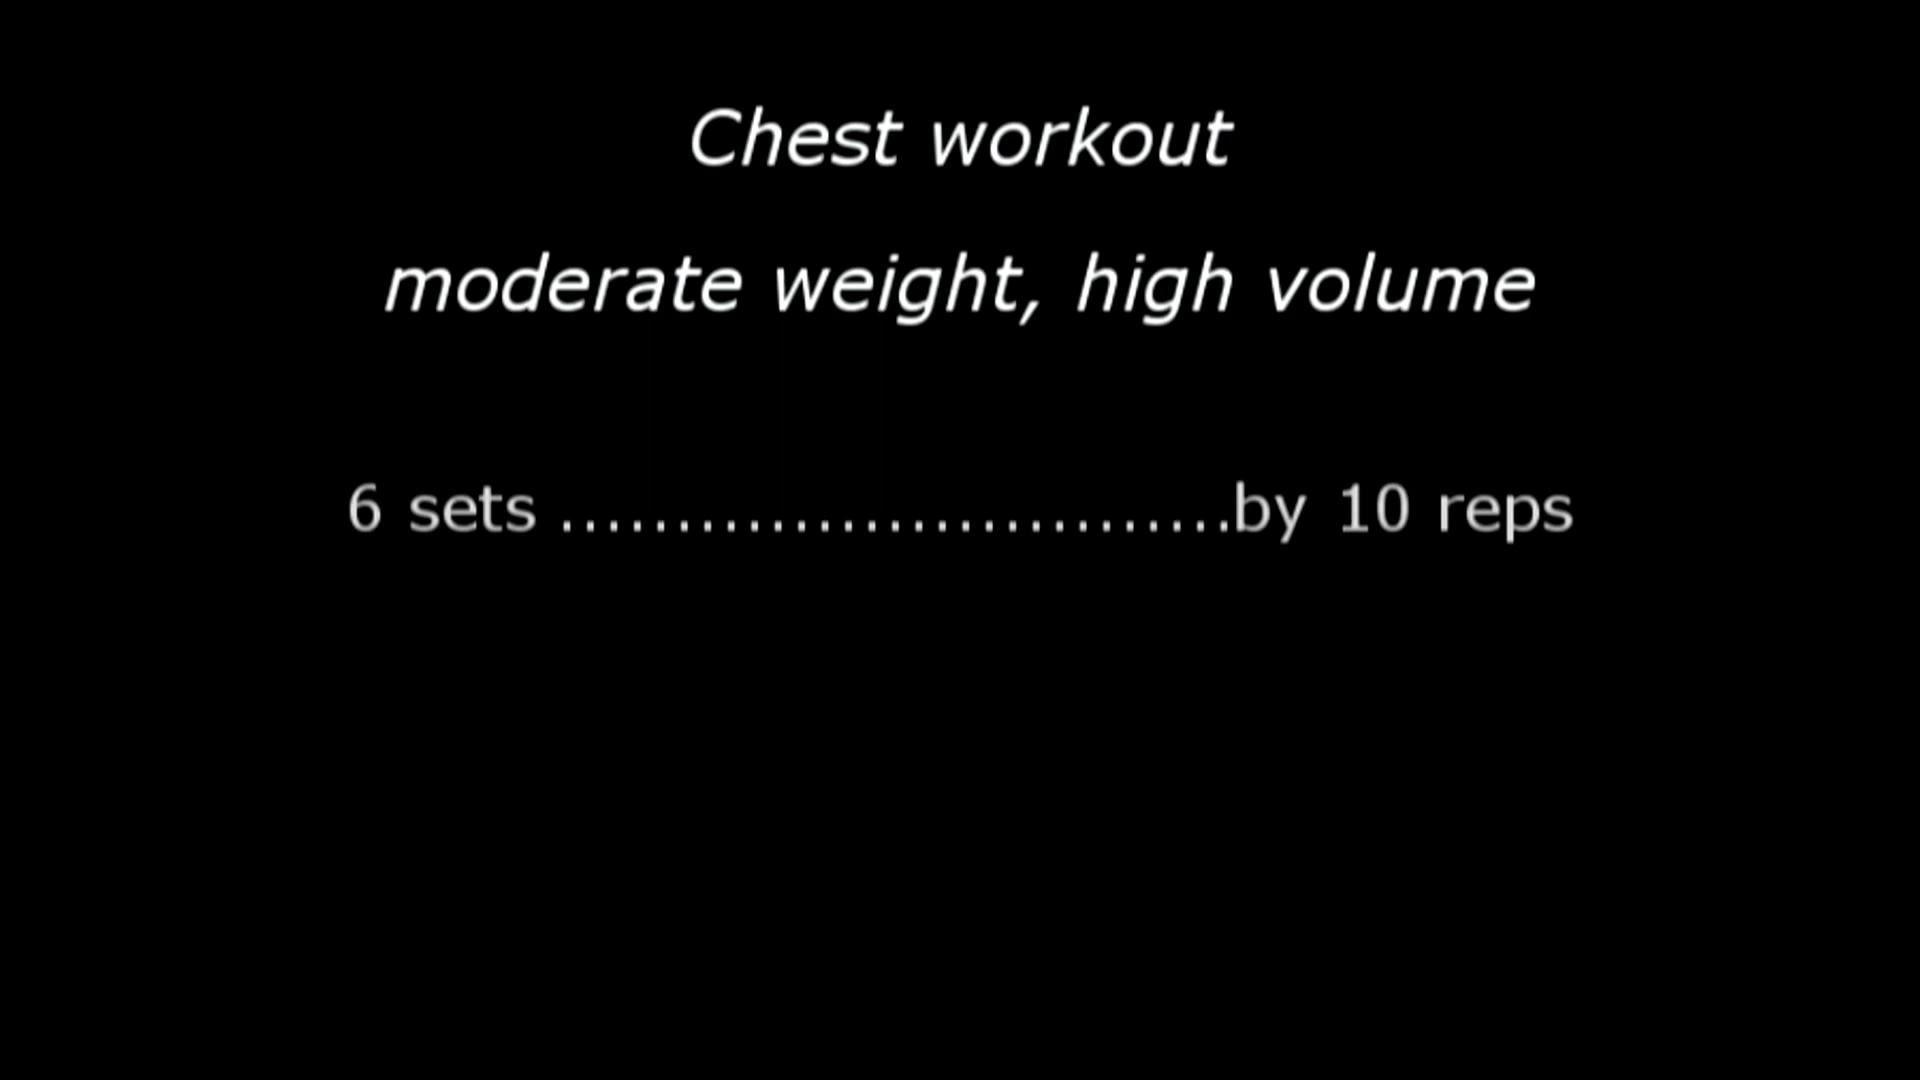 Chest workout
moderate weight, high volume
6 sets .............................by 10 reps